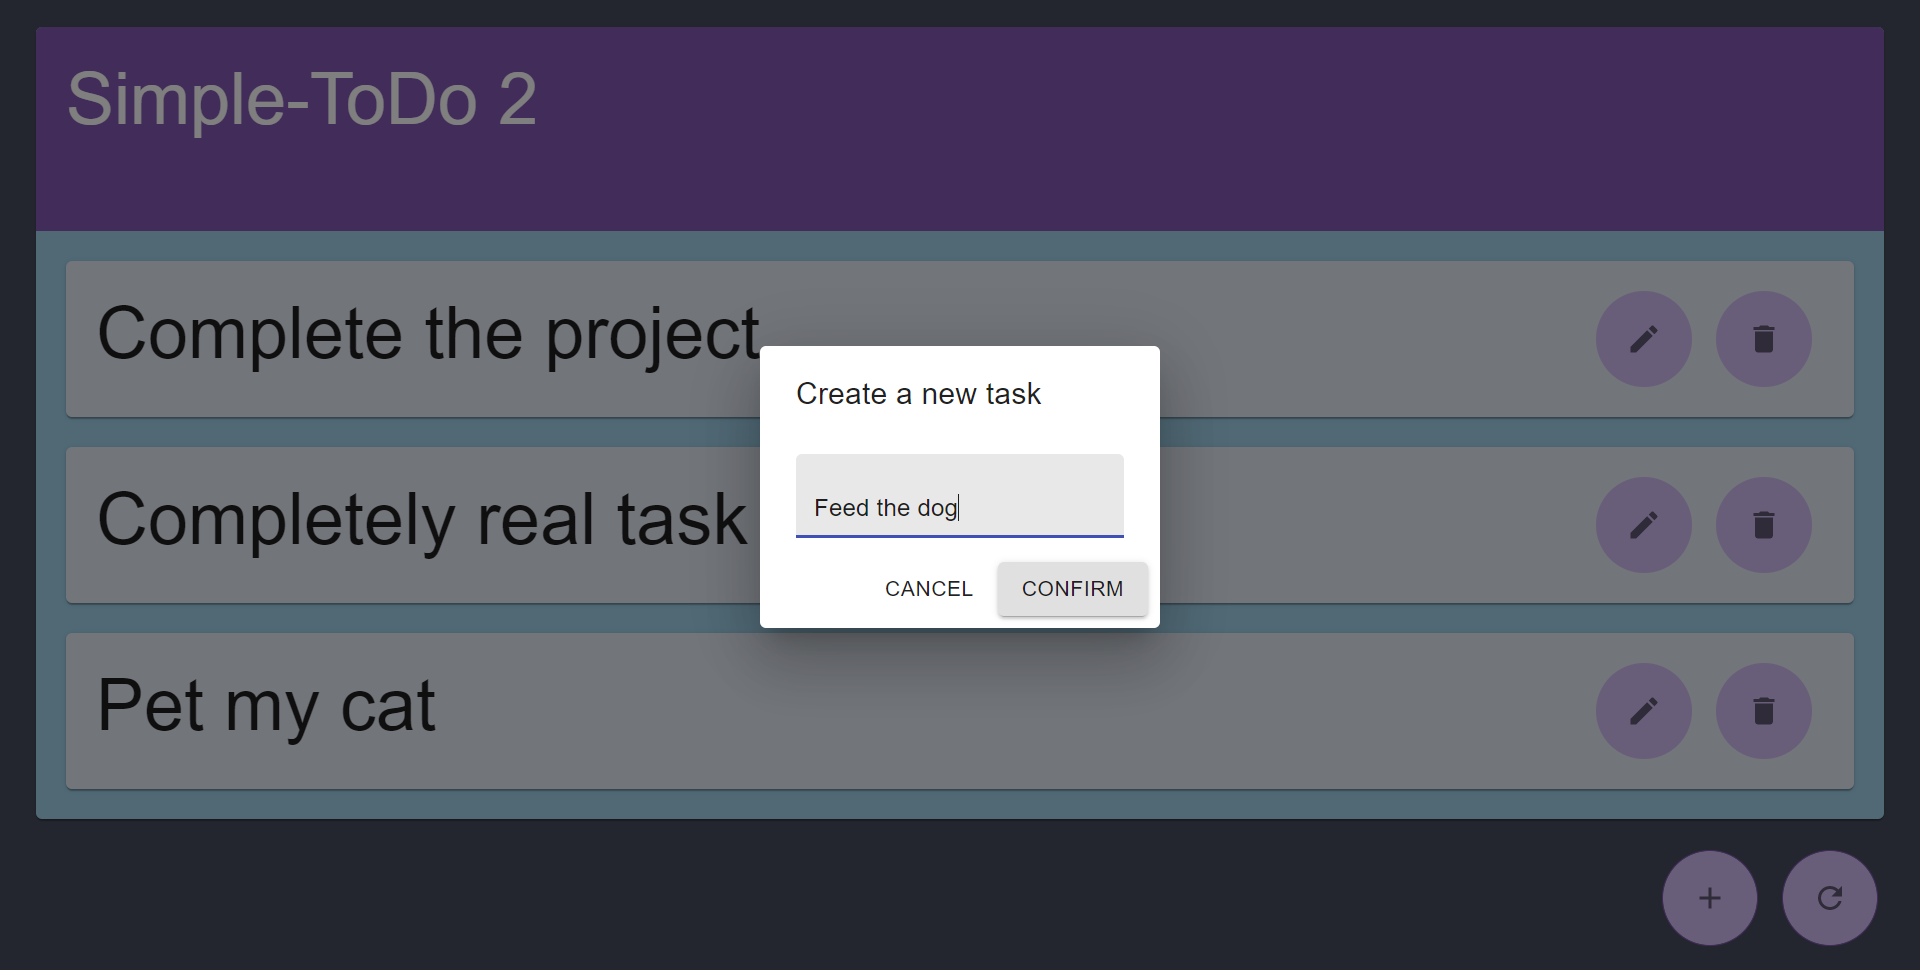 Simple-ToDo 2
Complete the project
Create a new task
Feed the dog
CANCEL CONFIRM
Completely real task
Pet my cat